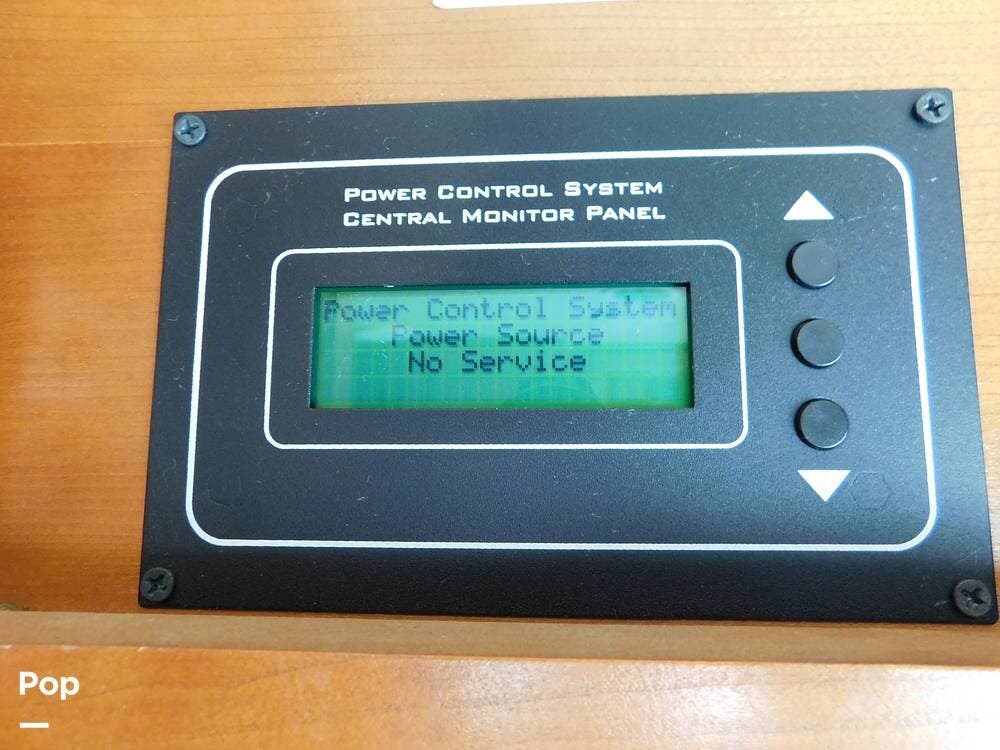 POWER CONTROL SYSTEM
CENTRAL MONITOR PANEL
Power Control System
Power Source
No Service
Pop